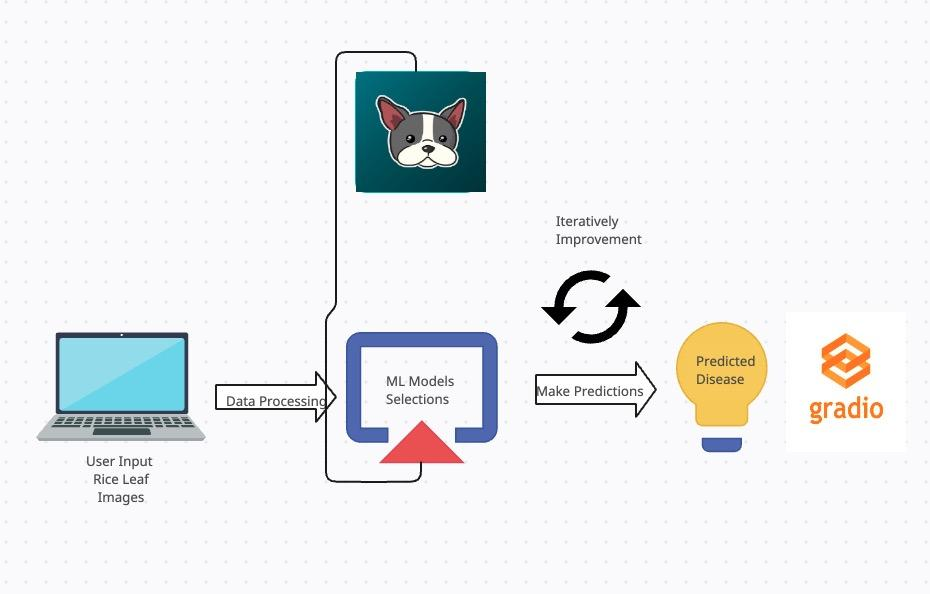 Iteratively
Improvement
User Input
Rice Leaf
Images
Data Processing
ML Models
Selections
Make Predictions
Predicted
Disease
gradio